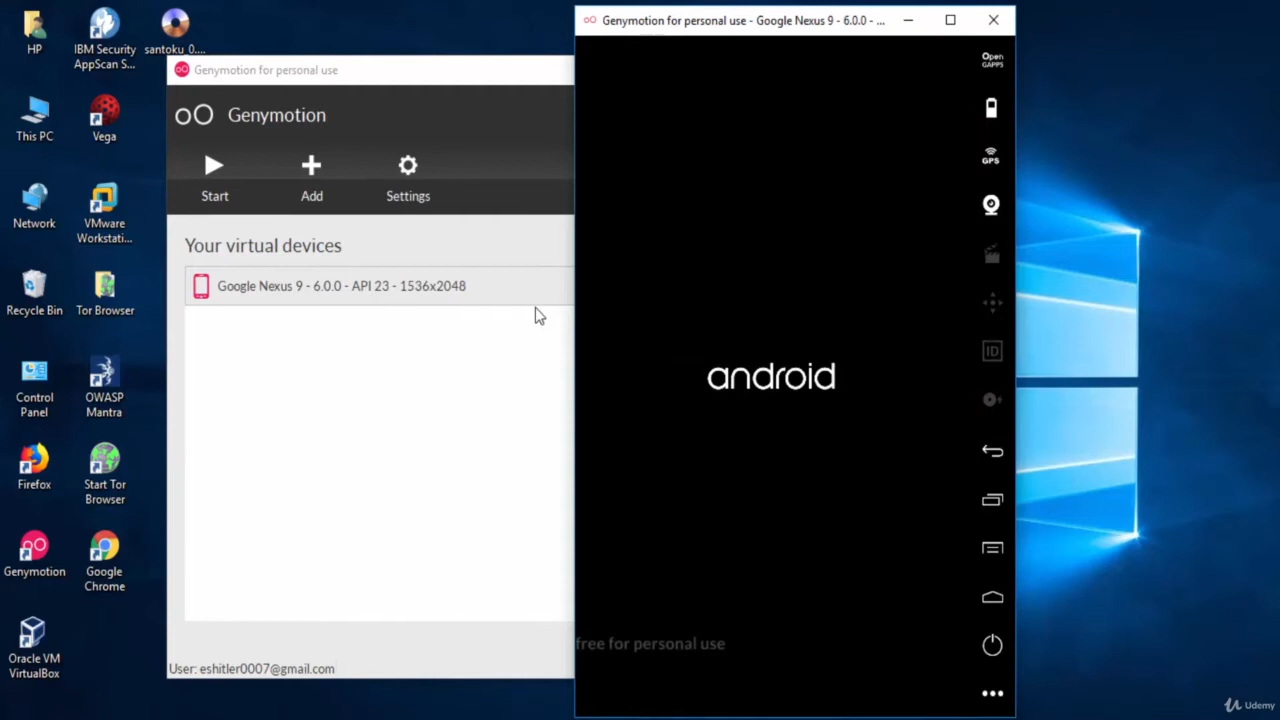 HP
IBM Security
AppScan S...
santoku_0....
This PC
Vega
Network
VMware
Workstati...
Recycle Bin
Tor Browser
Control
Panel
OWASP
Mantra
Firefox
Start Tor
Browser
Genymotion
Google
Chrome
Oracle VM
VirtualBox
Genymotion for personal use
Genymotion
Start
Add
Settings
Your virtual devices
Google Nexus 9 - 6.0.0 - API 23 - 1536x2048
User: eshitler0007@gmail.com
Genymotion for personal use - Google Nexus 9 - 6.0.0 - ...
Open
GAPPS
GPS
ID
android
free for personal use
Udemy